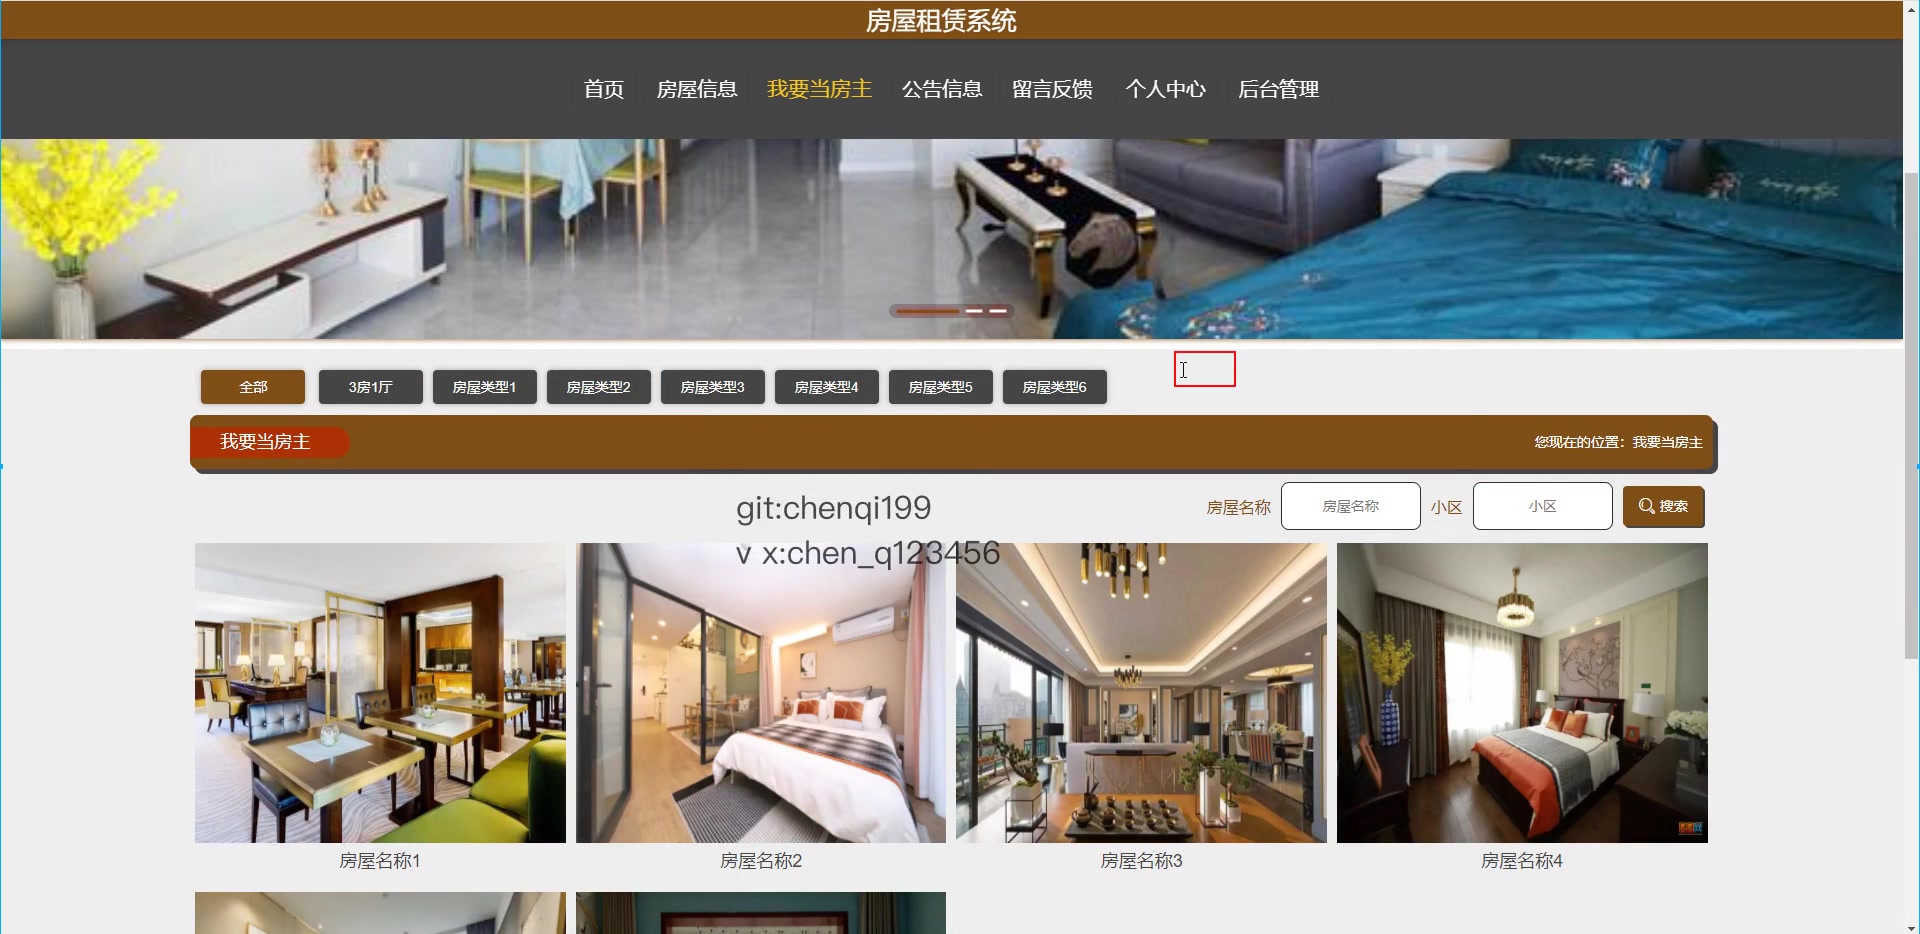 房屋租赁系统
首页 房屋信息 我要当房主 公告信息 留言反馈 个人中心 后台管理
全部 3房1厅 房屋类型1 房屋类型2 房屋类型3 房屋类型4 房屋类型5 房屋类型6
我要当房主 您现在的位置：我要当房主
git:chenqi199
房屋名称 房屋名称 小区 小区 搜索
v x:chen_q123456
房屋名称1 房屋名称2 房屋名称3 房屋名称4